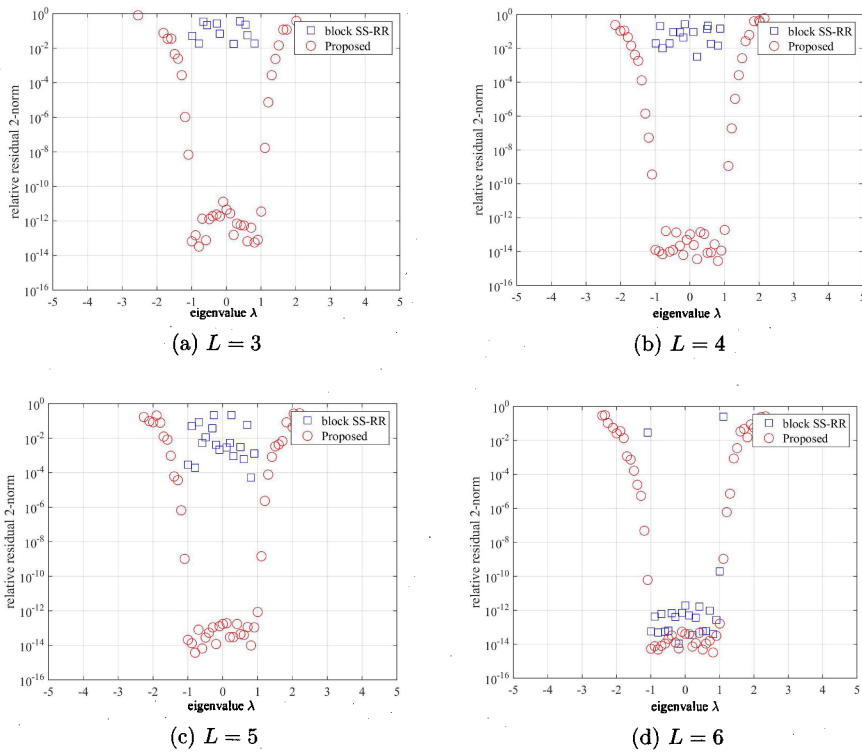 10^0
10^-2
10^-4
10^-6
10^-8
10^-10
10^-12
10^-14
10^-16
relative residual 2-norm
block SS-RR
Proposed
-5 -4 -3 -2 -1 0 1 2 3 4 5
eigenvalue λ
(a) L = 3
10^0
10^-2
10^-4
10^-6
10^-8
10^-10
10^-12
10^-14
10^-16
relative residual 2-norm
block SS-RR
Proposed
-5 -4 -3 -2 -1 0 1 2 3 4 5
eigenvalue λ
(b) L = 4
10^0
10^-2
10^-4
10^-6
10^-8
10^-10
10^-12
10^-14
10^-16
relative residual 2-norm
block SS-RR
Proposed
-5 -4 -3 -2 -1 0 1 2 3 4 5
eigenvalue λ
(c) L = 5
10^0
10^-2
10^-4
10^-6
10^-8
10^-10
10^-12
10^-14
10^-16
relative residual 2-norm
block SS-RR
Proposed
-5 -4 -3 -2 -1 0 1 2 3 4 5
eigenvalue λ
(d) L = 6